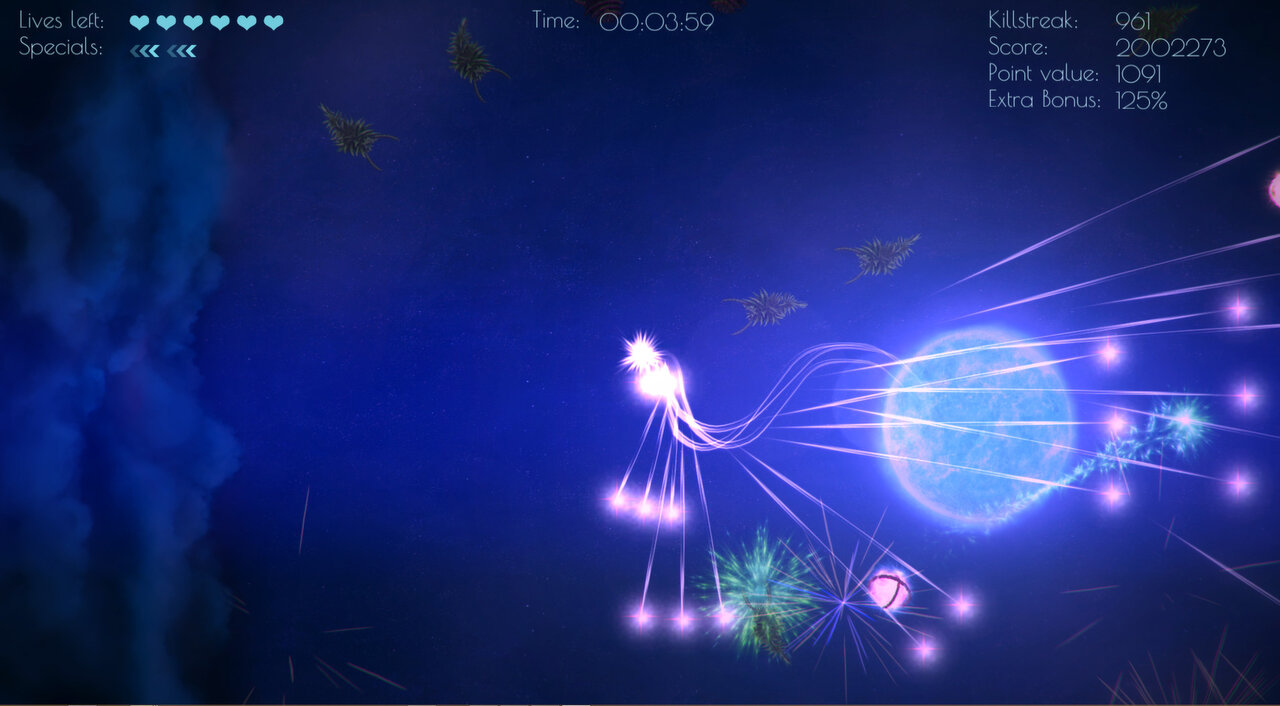 Lives left:
Specials:
Time: 00:03:59
Killstreak: 961
Score: 2002273
Point value: 1091
Extra Bonus: 125%